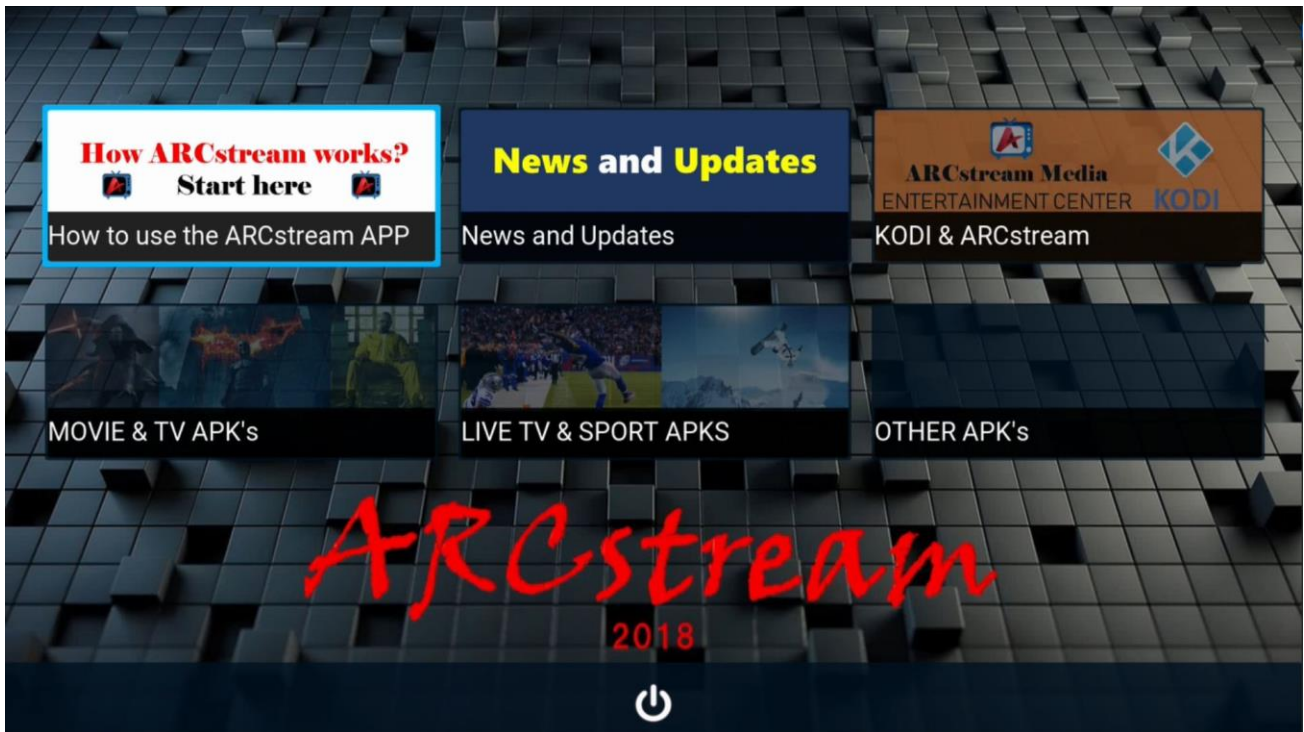 How ARCstream works?
Start here
How to use the ARCstream APP
News and Updates
News and Updates
ARCstream Media
ENTERTAINMENT CENTER
KODI
KODI & ARCstream
MOVIE & TV APK's
LIVE TV & SPORT APKS
OTHER APK's
ARCstream
2018